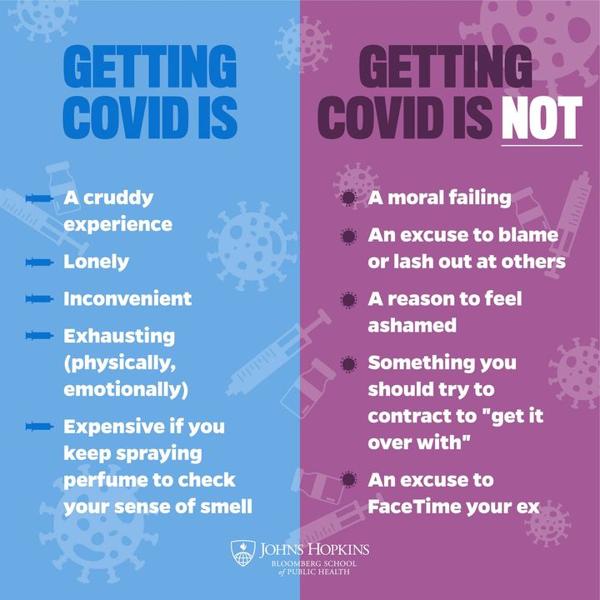 GETTING
COVID IS
A cruddy
experience
Lonely
Inconvenient
Exhausting
(physically,
emotionally)
Expensive if you
keep spraying
perfume to check
your sense of smell
GETTING
COVID IS NOT
A moral failing
An excuse to blame
or lash out at others
A reason to feel
ashamed
Something you
should try to
contract to "get it
over with"
An excuse to
FaceTime your ex
JOHNS HOPKINS
BLOOMBERG SCHOOL
of PUBLIC HEALTH